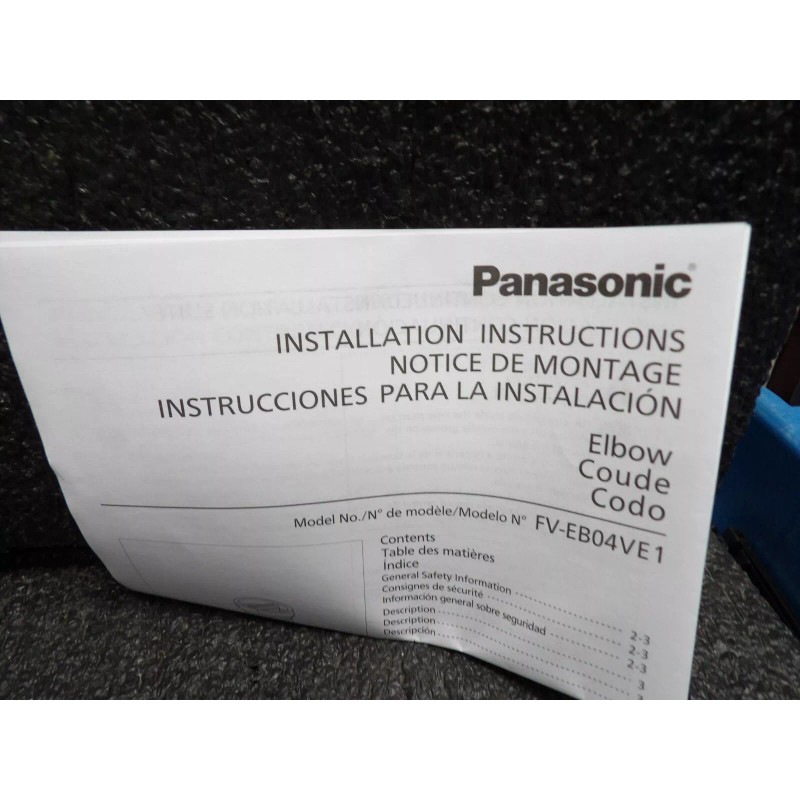 Panasonic®
INSTALLATION INSTRUCTIONS
NOTICE DE MONTAGE
INSTRUCCIONES PARA LA INSTALACIÓN
Elbow
Coude
Codo
Model No./N° de modèle/Modelo N° FV-EB04VE1
Contents
Table des matières
Índice
General Safety Information 2-3
Consignes de sécurité 2-3
Información general sobre seguridad 2-3
Description 3
Description
Descripción